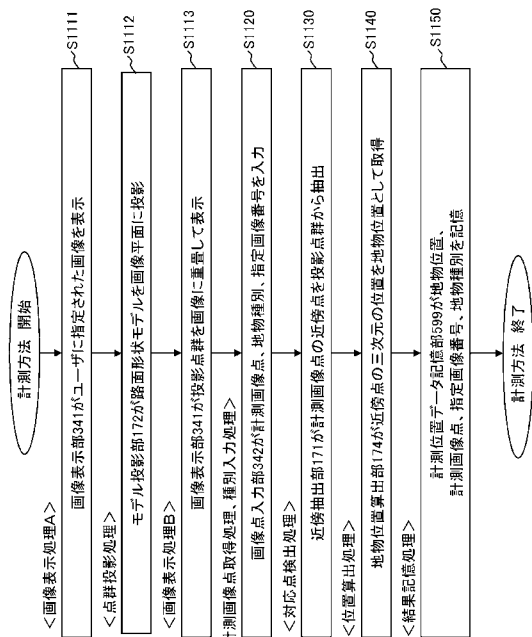 計測方法 開始
<画像表示処理A>
画像表示部341がユーザに指定された画像を表示
S1111
<点群投影処理>
モデル投影部172が路面形状モデルを画像平面に投影
S1112
<画像表示処理B>
画像表示部341が投影点群を画像に重畳して表示
S1113
計測画像点取得処理、種別入力処理>
画像点入力部342が計測画像点、地物種別、指定画像番号を入力
S1120
<対応点検出処理>
近傍抽出部171が計測画像点の近傍点を投影点群から抽出
S1130
<位置算出処理>
地物位置算出部174が近傍点の三次元の位置を地物位置として取得
S1140
<結果記憶処理>
計測位置データ記憶部599が地物位置、
計測画像点、指定画像番号、地物種別を記憶
S1150
計測方法 終了